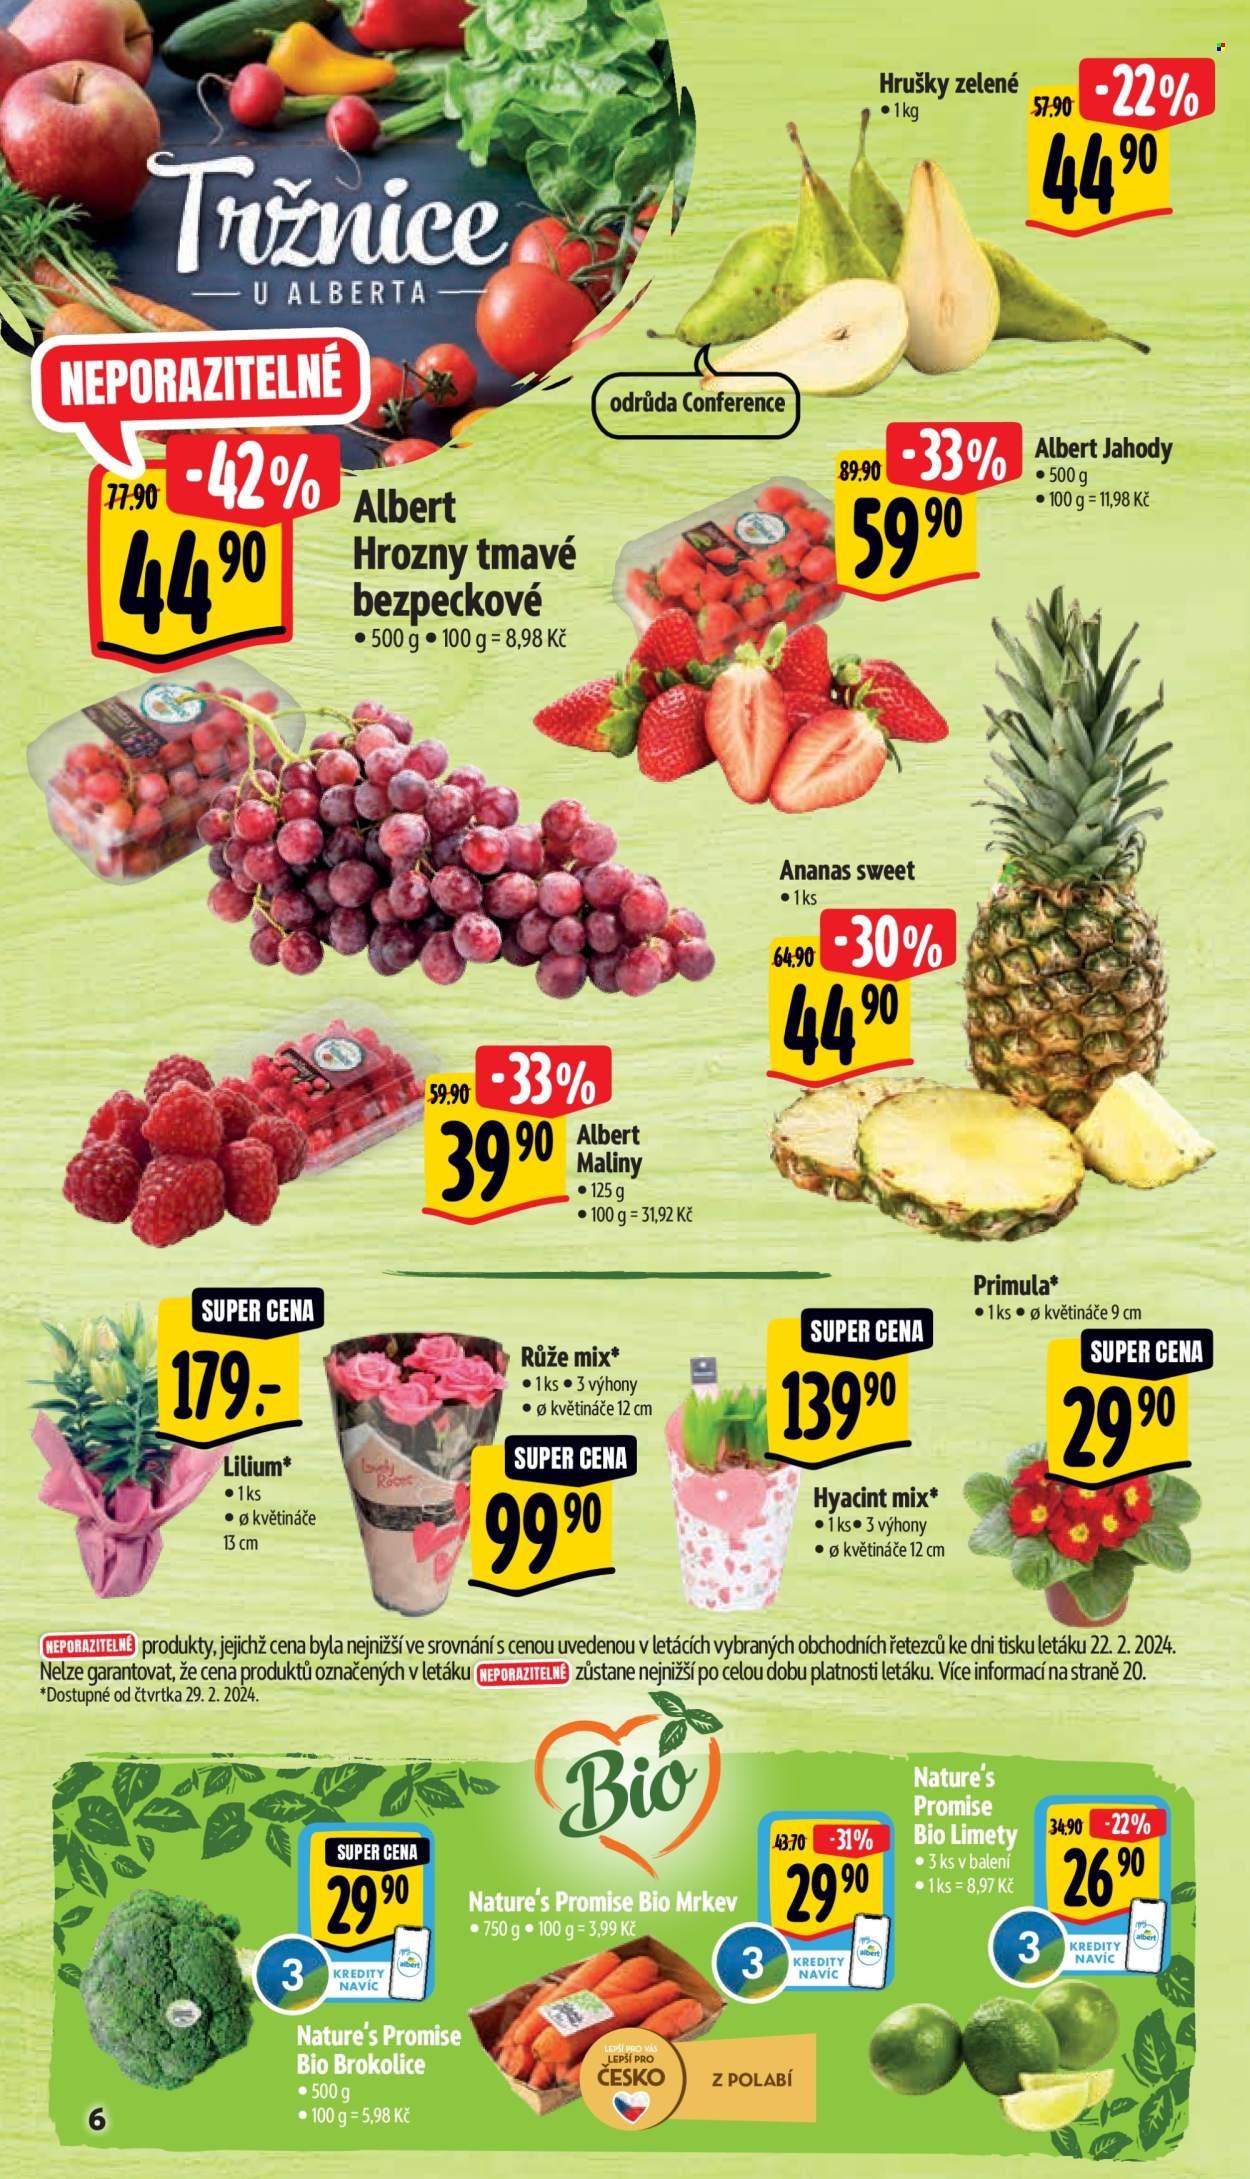 Tržnice
U ALBERTA
Hrušky zelené
• 1 kg
57.90
-22%
44 90
odrůda Conference
NEPORAZITELNÉ
77.90
-42%
44 90
Albert
Hrozny tmavé
bezpeckové
• 500 g • 100 g = 8,98 Kč
89.90
-33%
59 90
Albert Jahody
• 500 g
• 100 g = 11,98 Kč
Ananas sweet
• 1 ks
64.90
-30%
44 90
59.90
-33%
39 90
Albert
Maliny
• 125 g
• 100 g = 31,92 Kč
SUPER CENA
179.-
Lilium*
• 1 ks
• ø květináče
13 cm
Růže mix*
• 1 ks • 3 výhony
• ø květináče 12 cm
SUPER CENA
99 90
Lovely
Roses
SUPER CENA
139 90
Hyacint mix*
• 1 ks • 3 výhony
• ø květináče 12 cm
Primula*
• 1 ks • ø květináče 9 cm
SUPER CENA
29 90
NEPORAZITELNÉ produkty, jejichž cena byla nejnižší ve srovnání s cenou uvedenou v letácích vybraných obchodních řetezců ke dni tisku letáku 22. 2. 2024.
Nelze garantovat, že cena produktů označených v letáku NEPORAZITELNÉ zůstane nejnižší po celou dobu platnosti letáku. Více informací na straně 20.
*Dostupné od čtvrtka 29. 2. 2024.
Bio
SUPER CENA
29 90
3 KREDITY
NAVÍC
albert
Nature's Promise
Bio Brokolice
• 500 g
• 100 g = 5,98 Kč
Nature's Promise Bio Mrkev
• 750 g • 100 g = 3,99 Kč
43.70
-31%
29 90
3 KREDITY
NAVÍC
albert
LEPŠÍ PRO VÁS
LEPŠÍ PRO
ČESKO
Z POLABÍ
Nature's
Promise
Bio Limety
• 3 ks v balení
• 1 ks = 8,97 Kč
34.90
-22%
26 90
3 KREDITY
NAVÍC
albert
6